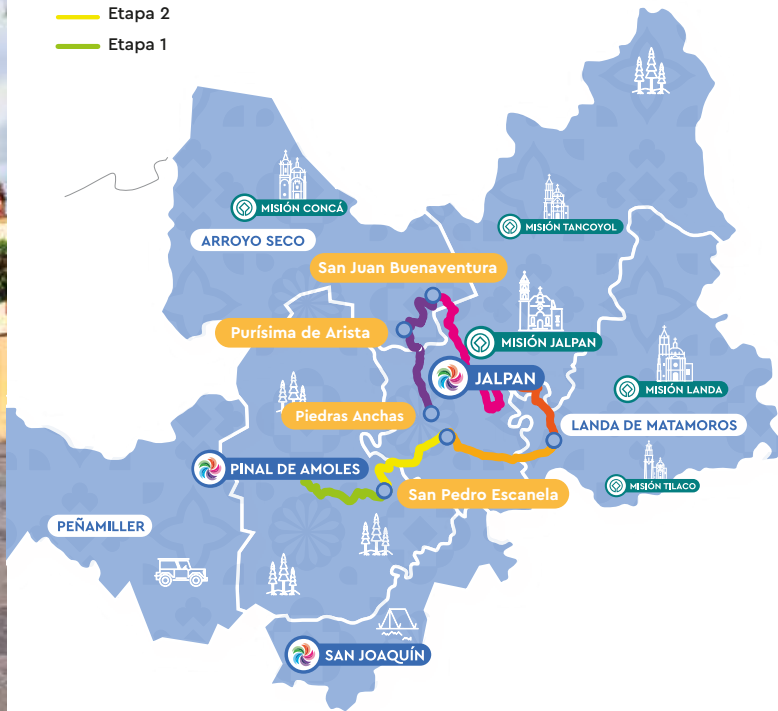 Etapa 2
Etapa 1
MISIÓN CONCÁ
MISIÓN TANCOYOL
ARROYO SECO
San Juan Buenaventura
Purísima de Arista
MISIÓN JALPAN
JALPAN
MISIÓN LANDA
Piedras Anchas
LANDA DE MATAMOROS
PINAL DE AMOLES
MISIÓN TILACO
San Pedro Escanela
PEÑAMILLER
SAN JOAQUÍN